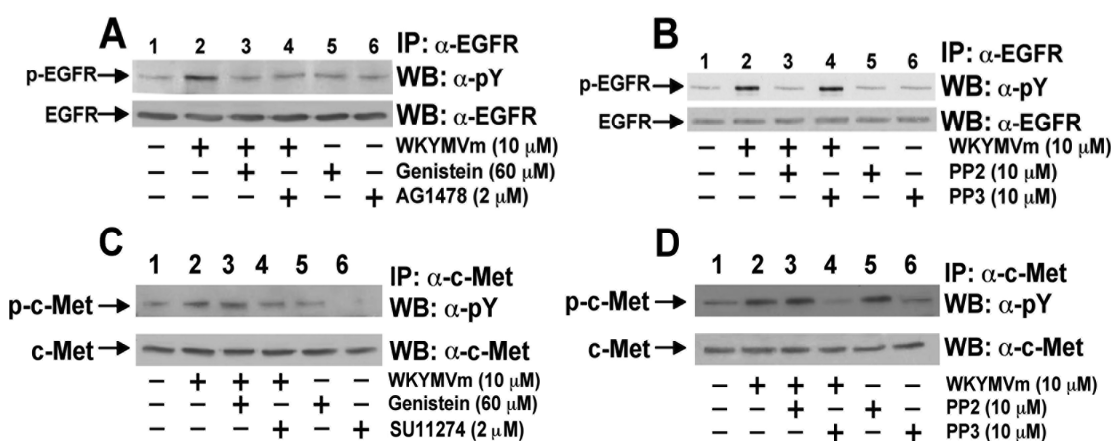 A
1 2 3 4 5 6 IP: α-EGFR
p-EGFR WB: α-pY
EGFR WB: α-EGFR
– + + + – – WKYMVm (10 μM)
– – + – + – Genistein (60 μM)
– – – + – + AG1478 (2 μM)
B
1 2 3 4 5 6 IP: α-EGFR
p-EGFR WB: α-pY
EGFR WB: α-EGFR
– + + + – – WKYMVm (10 μM)
– – + – + – PP2 (10 μM)
– – – + – + PP3 (10 μM)
C
1 2 3 4 5 6 IP: α-c-Met
p-c-Met WB: α-pY
c-Met WB: α-c-Met
– + + + – – WKYMVm (10 μM)
– – + – + – Genistein (60 μM)
– – – + – + SU11274 (2 μM)
D
1 2 3 4 5 6 IP: α-c-Met
p-c-Met WB: α-pY
c-Met WB: α-c-Met
– + + + – – WKYMVm (10 μM)
– – + – + – PP2 (10 μM)
– – – + – + PP3 (10 μM)